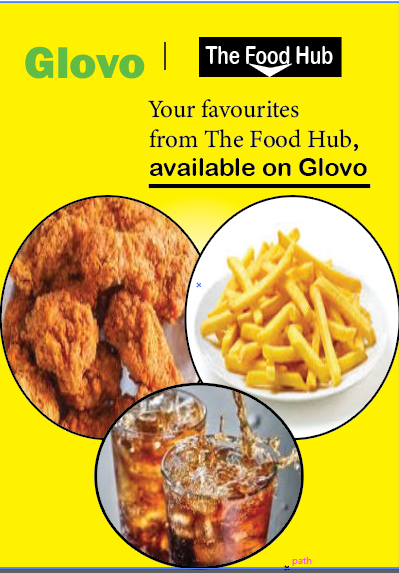 Glovo
The Food Hub
Your favourites
from The Food Hub,
available on Glovo
path